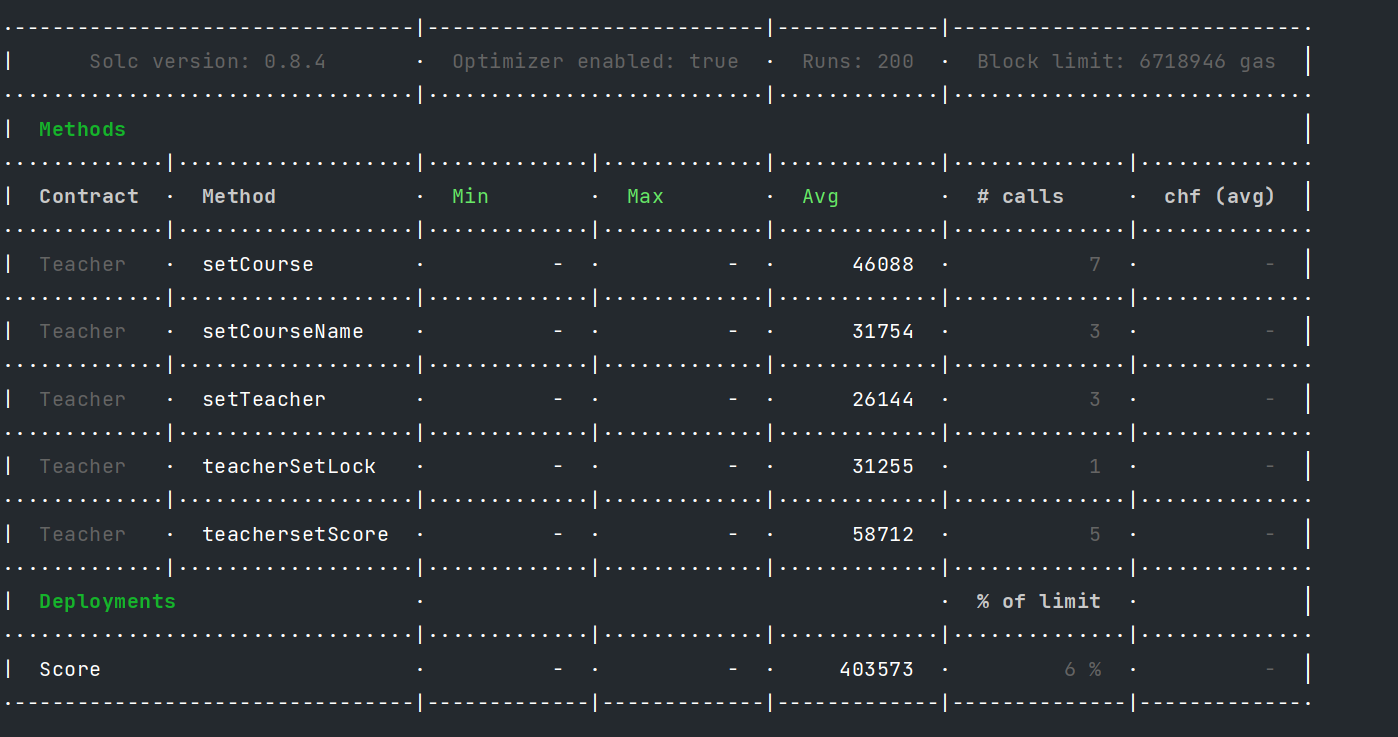 Solc version: 0.8.4 · Optimizer enabled: true · Runs: 200 · Block limit: 6718946 gas
Methods
Contract · Method · Min · Max · Avg · # calls · chf (avg)
Teacher · setCourse · - · - · 46088 · 7 · -
Teacher · setCourseName · - · - · 31754 · 3 · -
Teacher · setTeacher · - · - · 26144 · 3 · -
Teacher · teacherSetLock · - · - · 31255 · 1 · -
Teacher · teachersetScore · - · - · 58712 · 5 · -
Deployments · · % of limit ·
Score · - · - · 403573 · 6 % · -